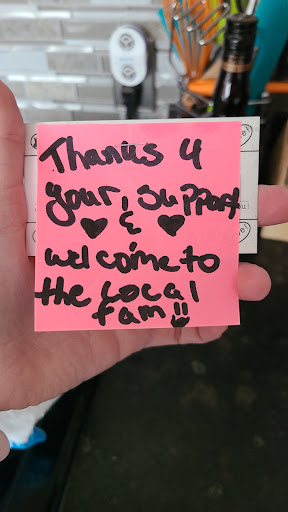 Thanks 4
your, support
♥ & ♥
welcome to
the Local
fam!!